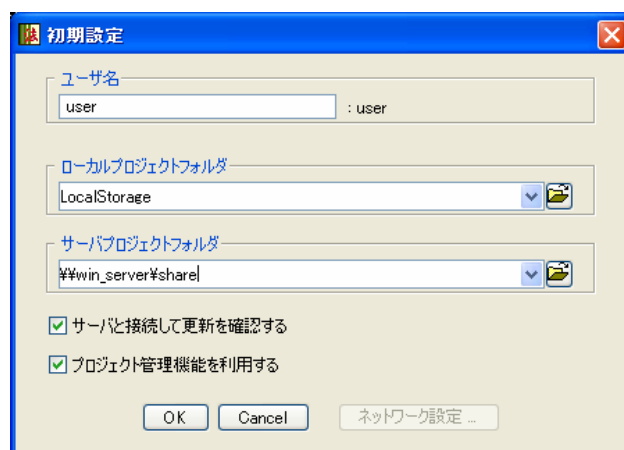 初期設定
ユーザ名
user : user
ローカルプロジェクトフォルダ
LocalStorage
サーバプロジェクトフォルダ
¥¥win_server¥share
サーバと接続して更新を確認する
プロジェクト管理機能を利用する
OK Cancel ネットワーク設定 ...